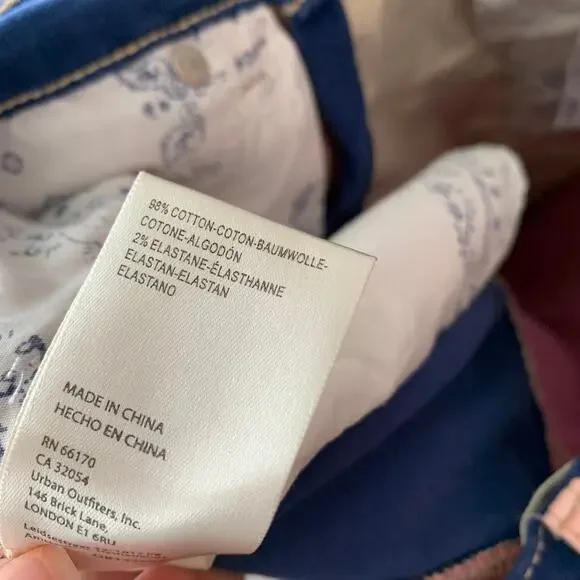 98% COTTON-COTON-BAUMWOLLE-
COTONE-ALGODÓN
2% ELASTANE-ÉLASTHANNE
ELASTAN-ELASTAN
ELASTANO
MADE IN CHINA
HECHO EN CHINA
RN 66170
CA 32054
Urban Outfitters, Inc.
146 Brick Lane,
LONDON E1 6RU
Leidsestraat